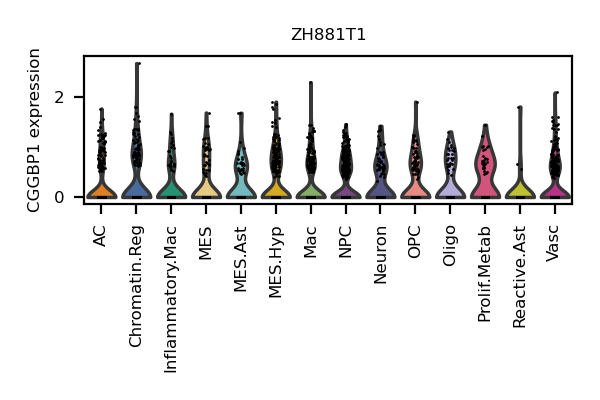 ZH881T1
CGGBP1 expression
2
0
AC
Chromatin.Reg
Inflammatory.Mac
MES
MES.Ast
MES.Hyp
Mac
NPC
Neuron
OPC
Oligo
Prolif.Metab
Reactive.Ast
Vasc